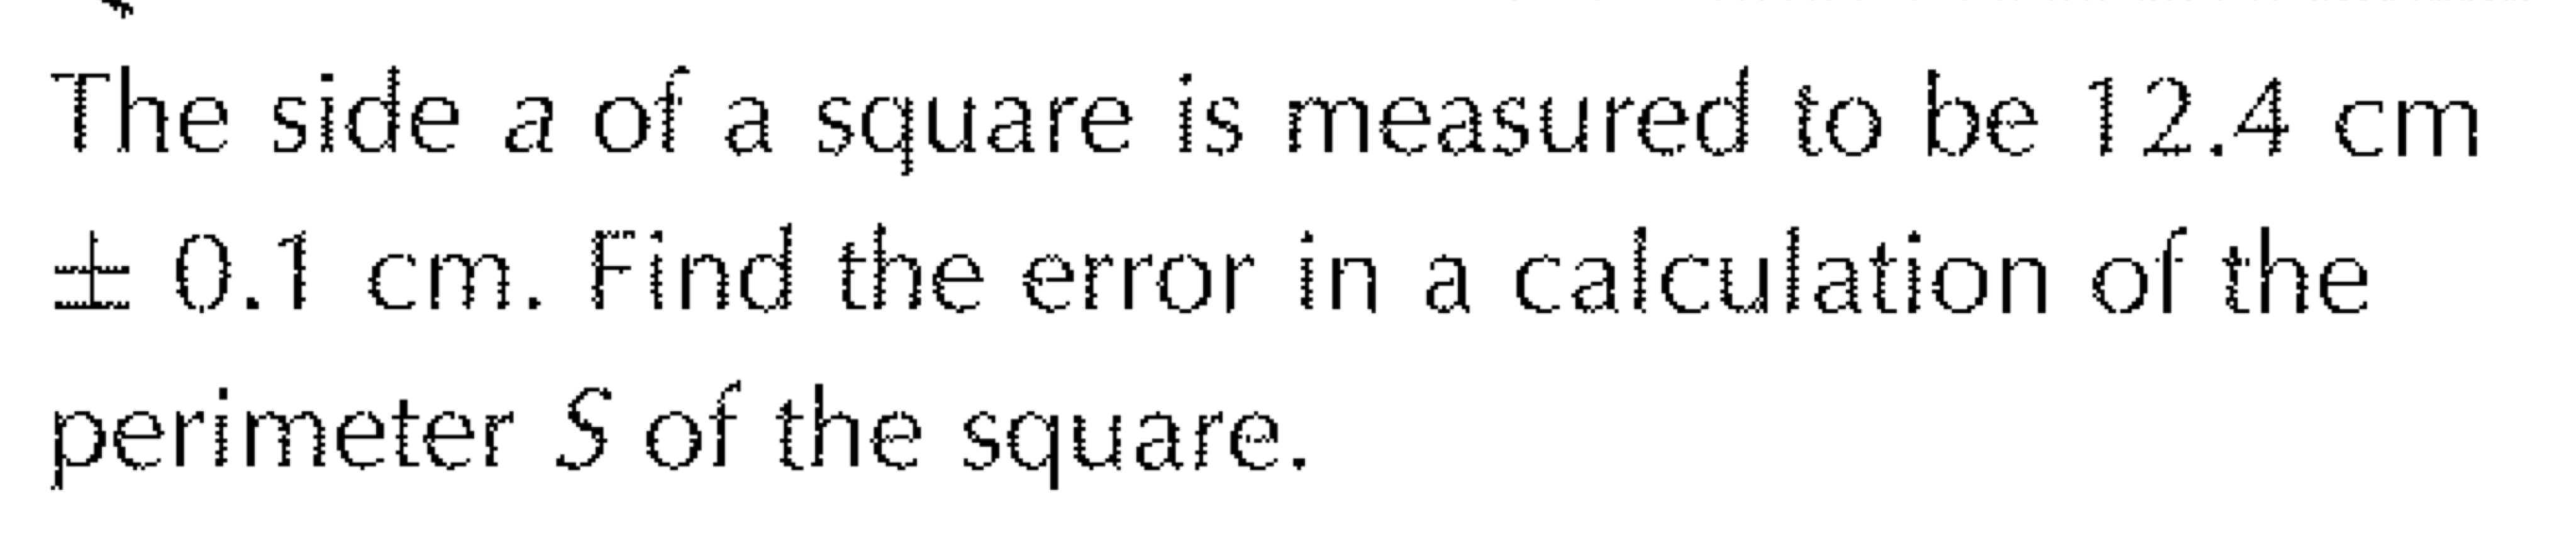 The side a of a square is measured to be 12.4 cm
± 0.1 cm. Find the error in a calculation of the
perimeter S of the square.